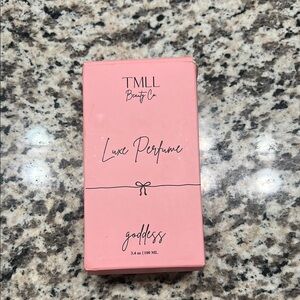 TMLL
Beauty Co.
Luxe Perfume
goddess
3.4 oz | 100 ML